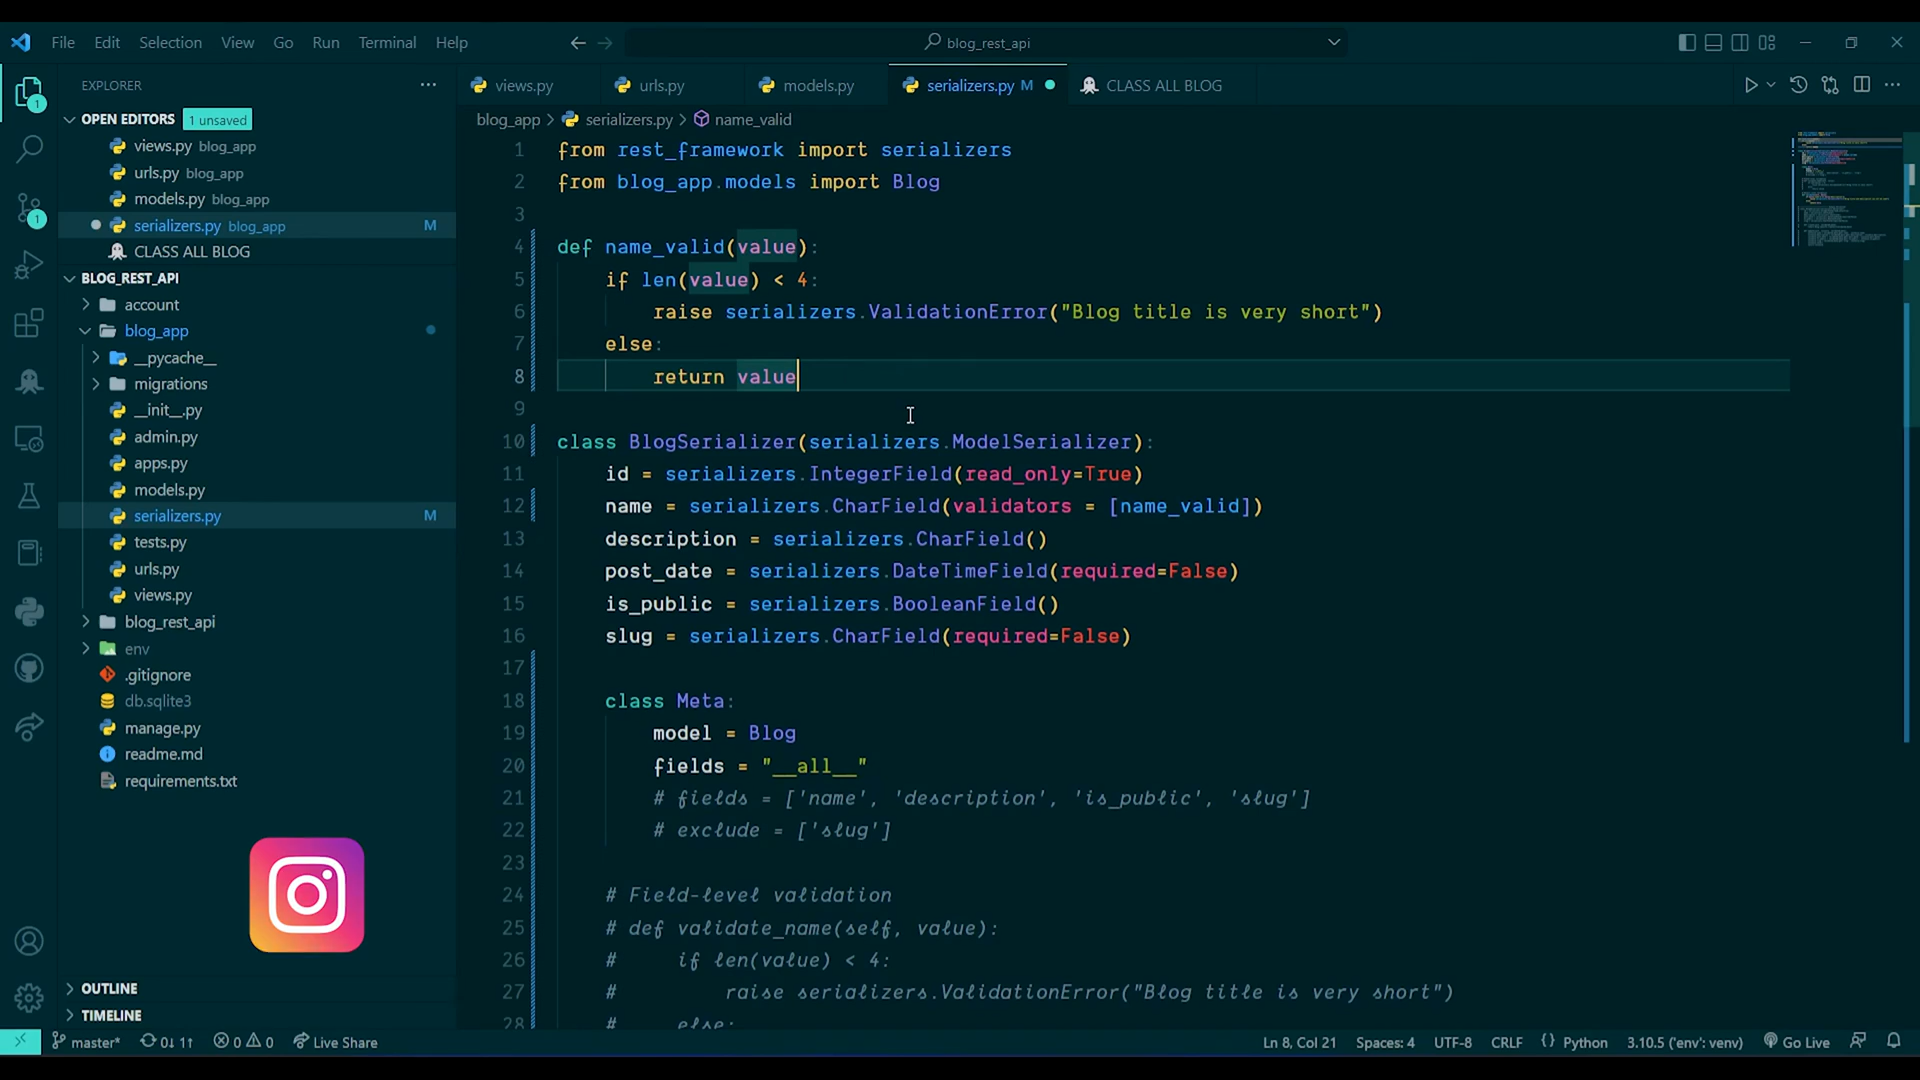 File Edit Selection View Go Run Terminal Help
blog_rest_api
EXPLORER
1
OPEN EDITORS 1 unsaved
views.py blog_app
urls.py blog_app
models.py blog_app
serializers.py blog_app M
CLASS ALL BLOG
1
BLOG_REST_API
account
blog_app
__pycache__
migrations
__init__.py
admin.py
apps.py
models.py
serializers.py M
tests.py
urls.py
views.py
blog_rest_api
env
.gitignore
db.sqlite3
manage.py
readme.md
requirements.txt
OUTLINE
TIMELINE
views.py urls.py models.py serializers.py M CLASS ALL BLOG
blog_app > serializers.py > name_valid
1 from rest_framework import serializers
2 from blog_app.models import Blog
3
4 def name_valid(value):
5 if len(value) < 4:
6 raise serializers.ValidationError("Blog title is very short")
7 else:
8 return value
9
10 class BlogSerializer(serializers.ModelSerializer):
11 id = serializers.IntegerField(read_only=True)
12 name = serializers.CharField(validators = [name_valid])
13 description = serializers.CharField()
14 post_date = serializers.DateTimeField(required=False)
15 is_public = serializers.BooleanField()
16 slug = serializers.CharField(required=False)
17
18 class Meta:
19 model = Blog
20 fields = "__all__"
21 # fields = ['name', 'description', 'is_public', 'slug']
22 # exclude = ['slug']
23
24 # Field-level validation
25 # def validate_name(self, value):
26 # if len(value) < 4:
27 # raise serializers.ValidationError("Blog title is very short")
28 # else:
master* 0↓ 1↑ 0 0 Live Share Ln 8, Col 21 Spaces: 4 UTF-8 CRLF {} Python 3.10.5 ('env': venv) Go Live